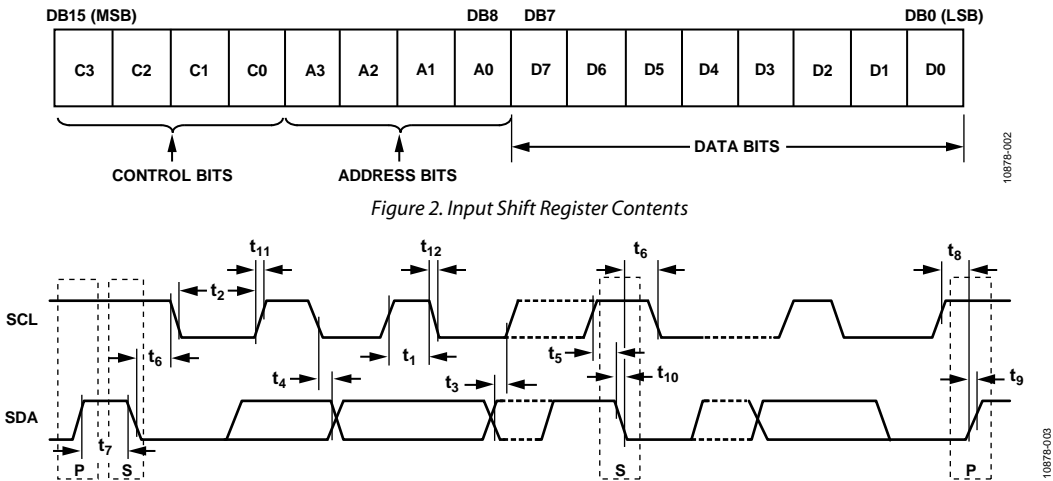 DB15 (MSB) DB8 DB7 DB0 (LSB)
C3 C2 C1 C0 A3 A2 A1 A0 D7 D6 D5 D4 D3 D2 D1 D0
DATA BITS
CONTROL BITS ADDRESS BITS
10878-002
Figure 2. Input Shift Register Contents
t11 t12 t6 t8
t2
SCL
t6 t1 t5
t4 t3 t10 t9
SDA
t7
P S S P
10878-003